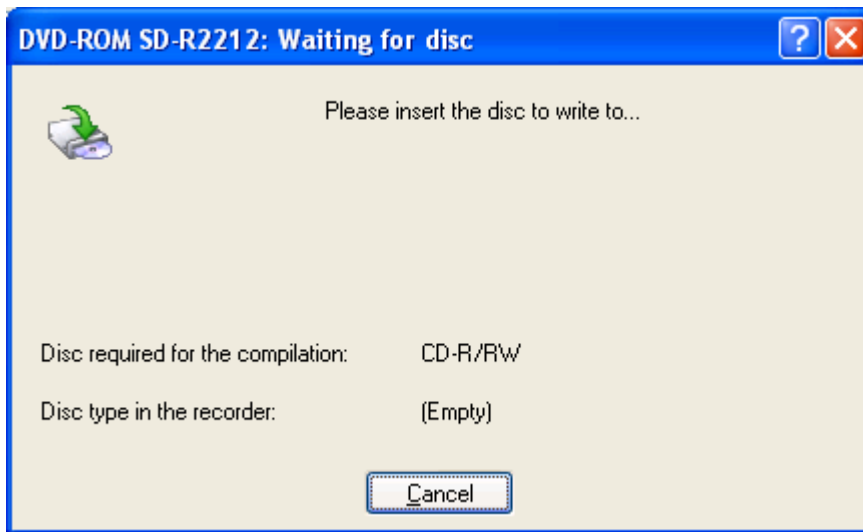 DVD-ROM SD-R2212: Waiting for disc
Please insert the disc to write to...
Disc required for the compilation: CD-R/RW
Disc type in the recorder: (Empty)
Cancel